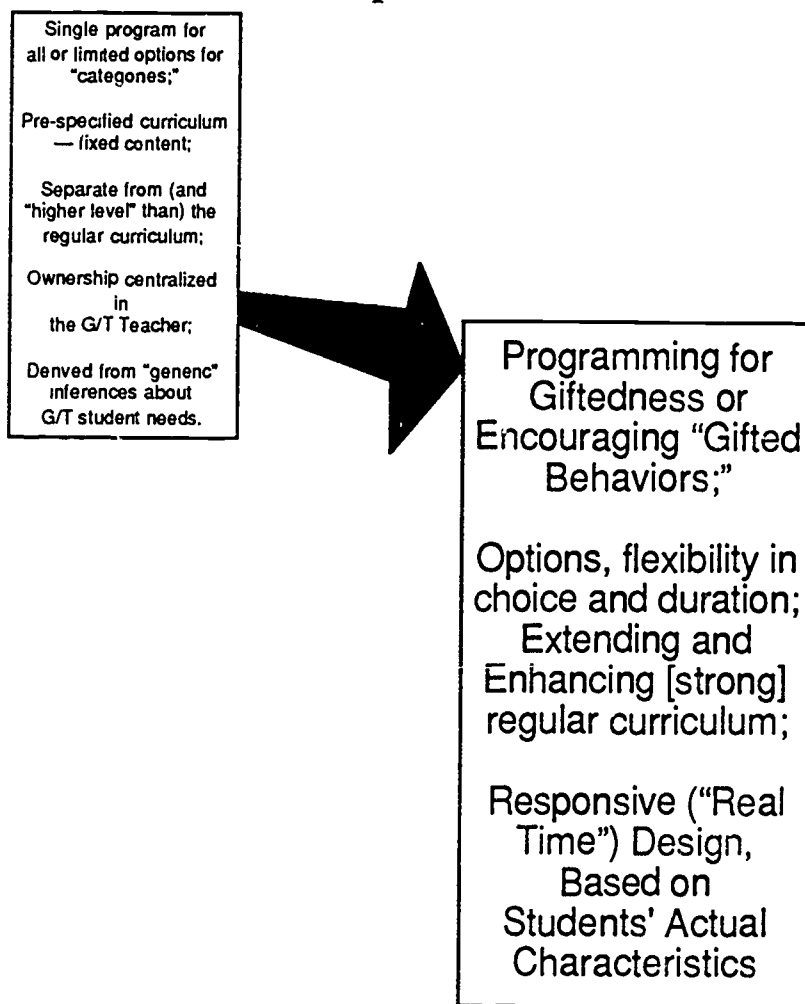 Single program for
all or limited options for
"categones;"
Pre-specified curriculum
— fixed content;
Separate from (and
"higher level" than) the
regular curriculum;
Ownership centralized
in
the G/T Teacher;
Denved from "genenc"
inferences about
G/T student needs.
Programming for
Giftedness or
Encouraging “Gifted
Behaviors;”
Options, flexibility in
choice and duration;
Extending and
Enhancing [strong]
regular curriculum;
Responsive (“Real
Time”) Design,
Based on
Students' Actual
Characteristics